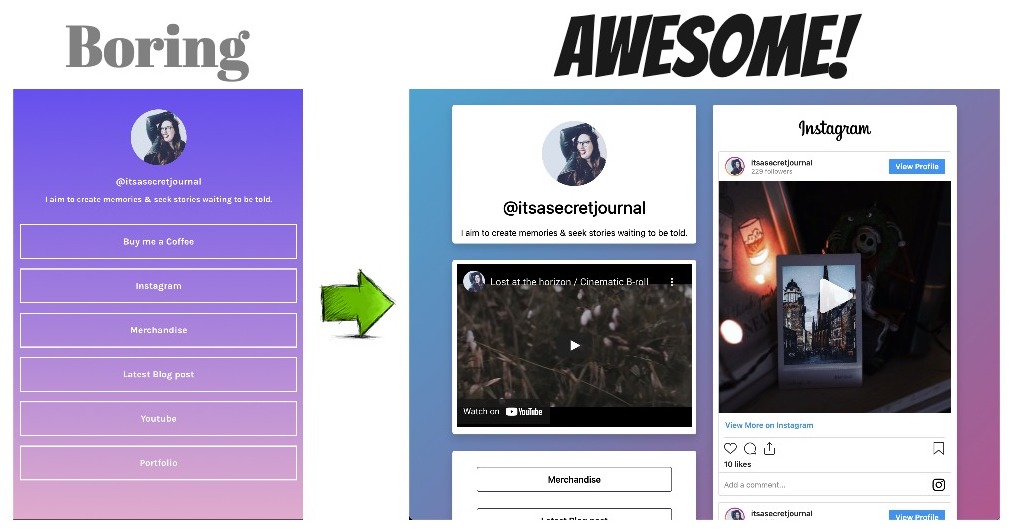 Boring
@itsasecretjournal
I aim to create memories & seek stories waiting to be told.
Buy me a Coffee
Instagram
Merchandise
Latest Blog post
Youtube
Portfolio
AWESOME!
@itsasecretjournal
I aim to create memories & seek stories waiting to be told.
Lost at the horizon / Cinematic B-roll
Watch on YouTube
Merchandise
Latest Blog post
Instagram
itsasecretjournal
229 followers
View Profile
View More on Instagram
10 likes
Add a comment...
itsasecretjournal
View Profile